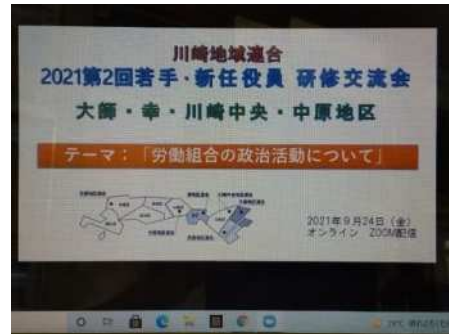 川崎地域連合
2021第2回若手・新任役員 研修交流会
大師・幸・川崎中央・中原地区
テーマ：「労働組合の政治活動について」
2021年9月24日（金）
オンライン ZOOM配信